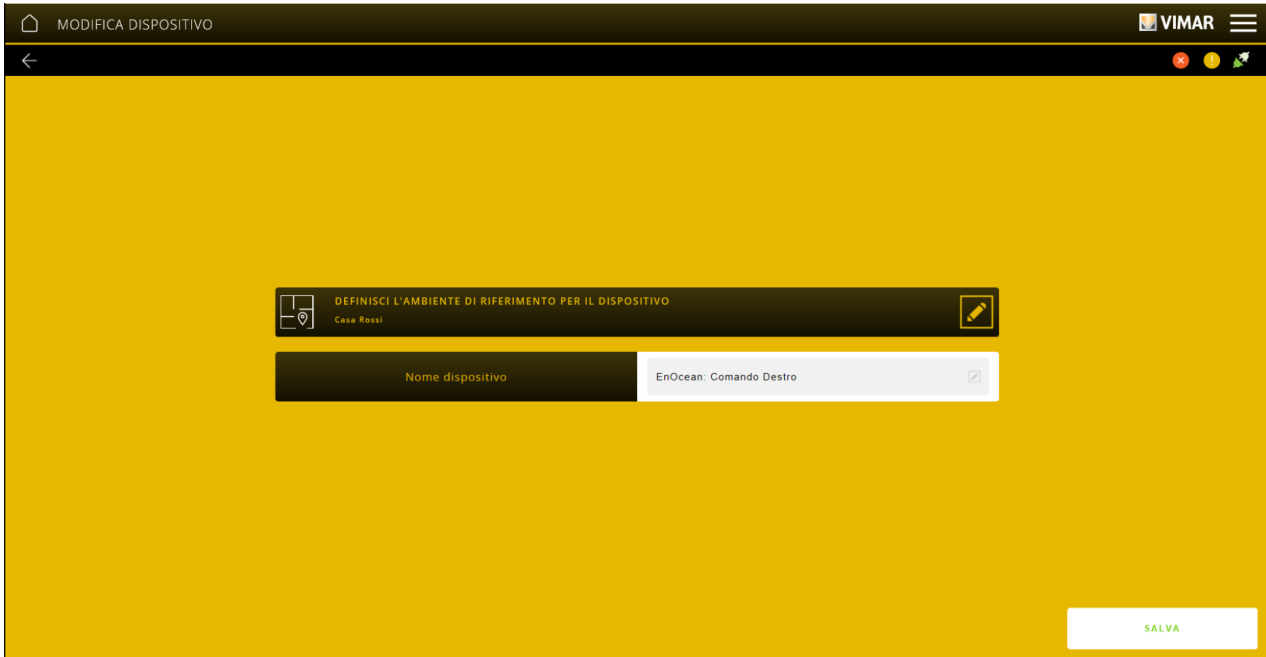 MODIFICA DISPOSITIVO
VIMAR
DEFINISCI L'AMBIENTE DI RIFERIMENTO PER IL DISPOSITIVO
Casa Rossi
Nome dispositivo
EnOcean: Comando Destro
SALVA